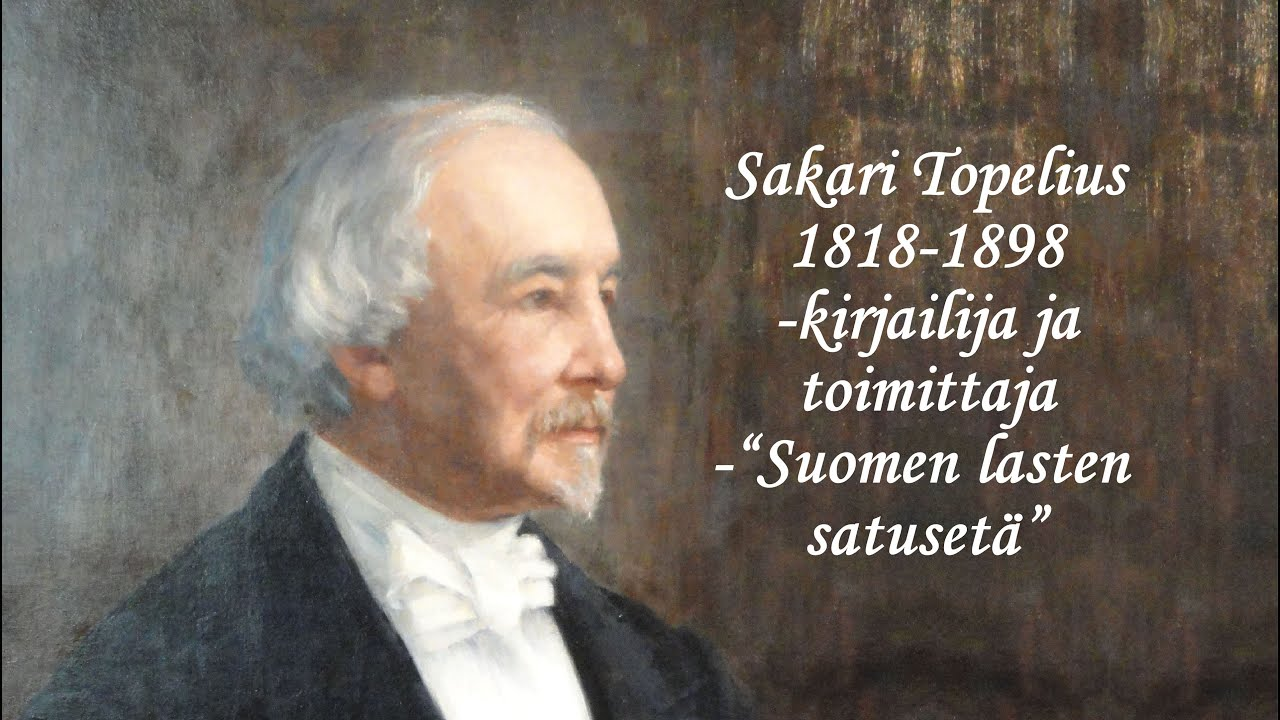 Sakari Topelius
1818-1898
-kirjailija ja
toimittaja
-“Suomen lasten
satusetä”